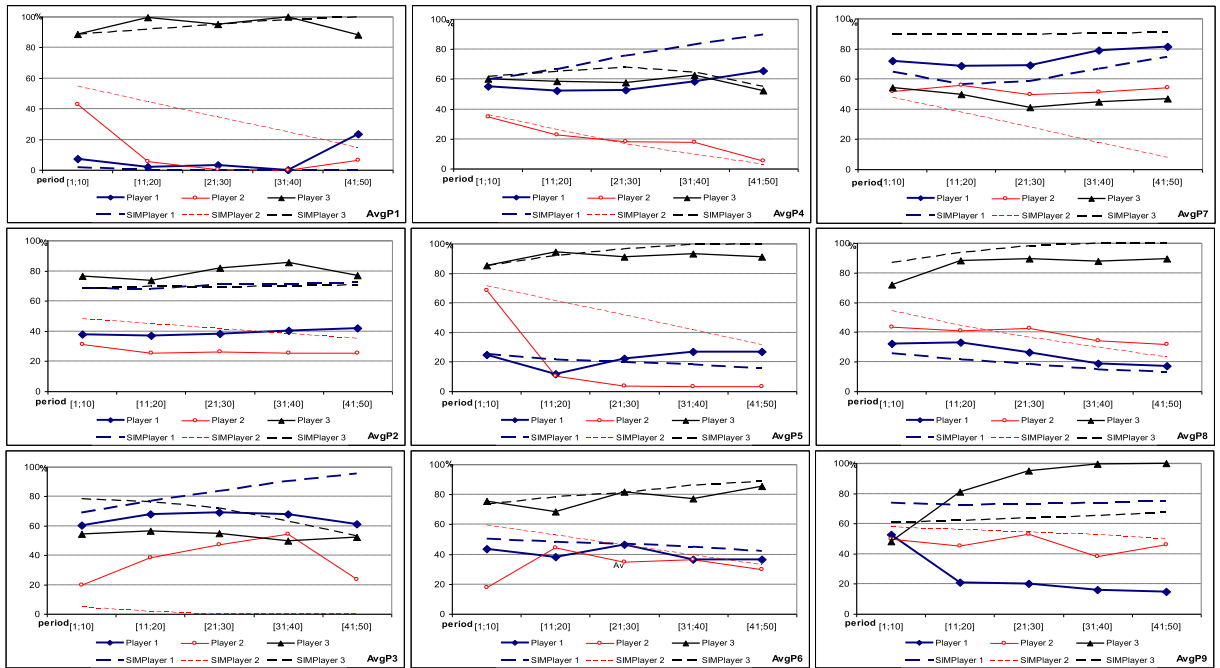 100%
80
60
40
20
0
period [1;10] [11;20] [21;30] [31;40] [41;50]
Player 1 Player 2 Player 3
SIMPlayer 1 SIMPlayer 2 SIMPlayer 3 AvgP1
100%
80
60
40
20
0
period [1;10] [11;20] [21;30] [31;40] [41;50]
Player 1 Player 2 Player 3
SIMPlayer 1 SIMPlayer 2 SIMPlayer 3 AvgP4
100%
80
60
40
20
0
period [1;10] [11;20] [21;30] [31;40] [41;50]
Player 1 Player 2 Player 3
SIMPlayer 1 SIMPlayer 2 SIMPlayer 3 AvgP7
100%
80
60
40
20
0
period [1;10] [11;20] [21;30] [31;40] [41;50]
Player 1 Player 2 Player 3
SIMPlayer 1 SIMPlayer 2 SIMPlayer 3 AvgP2
100%
80
60
40
20
0
period [1;10] [11;20] [21;30] [31;40] [41;50]
Player 1 Player 2 Player 3
SIMPlayer 1 SIMPlayer 2 SIMPlayer 3 AvgP5
100%
80
60
40
20
0
period [1;10] [11;20] [21;30] [31;40] [41;50]
Player 1 Player 2 Player 3
SIMPlayer 1 SIMPlayer 2 SIMPlayer 3 AvgP8
100%
80
60
40
20
0
period [1;10] [11;20] [21;30] [31;40] [41;50]
Player 1 Player 2 Player 3
SIMPlayer 1 SIMPlayer 2 SIMPlayer 3 AvgP3
100%
80
60
40
Av
20
0
period [1;10] [11;20] [21;30] [31;40] [41;50]
Player 1 Player 2 Player 3
SIMPlayer 1 SIMPlayer 2 SIMPlayer 3 AvgP6
100%
80
60
40
20
0
period [1;10] [11;20] [21;30] [31;40] [41;50]
Player 1 Player 2 Player 3
SIMPlayer 1 SIMPlayer 2 SIMPlayer 3 AvgP9